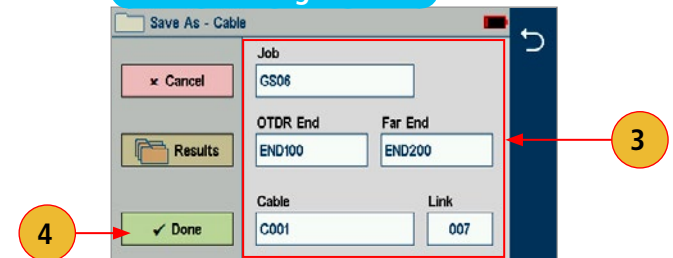 Save As - Cable
Job
× Cancel
GS06
OTDR End
Far End
Results
END100
END200
3
Cable
Link
4
✓ Done
C001
007